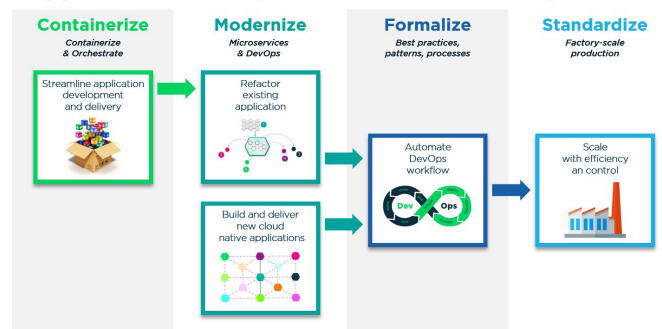 Containerize
Containerize
& Orchestrate
Streamline application
development
and delivery
Modernize
Microservices
& DevOps
Refactor
existing
application
Build and deliver
new cloud
native applications
Formalize
Best practices,
patterns, processes
Automate
DevOps
workflow
Dev
Ops
Standardize
Factory-scale
production
Scale
with efficiency
an control